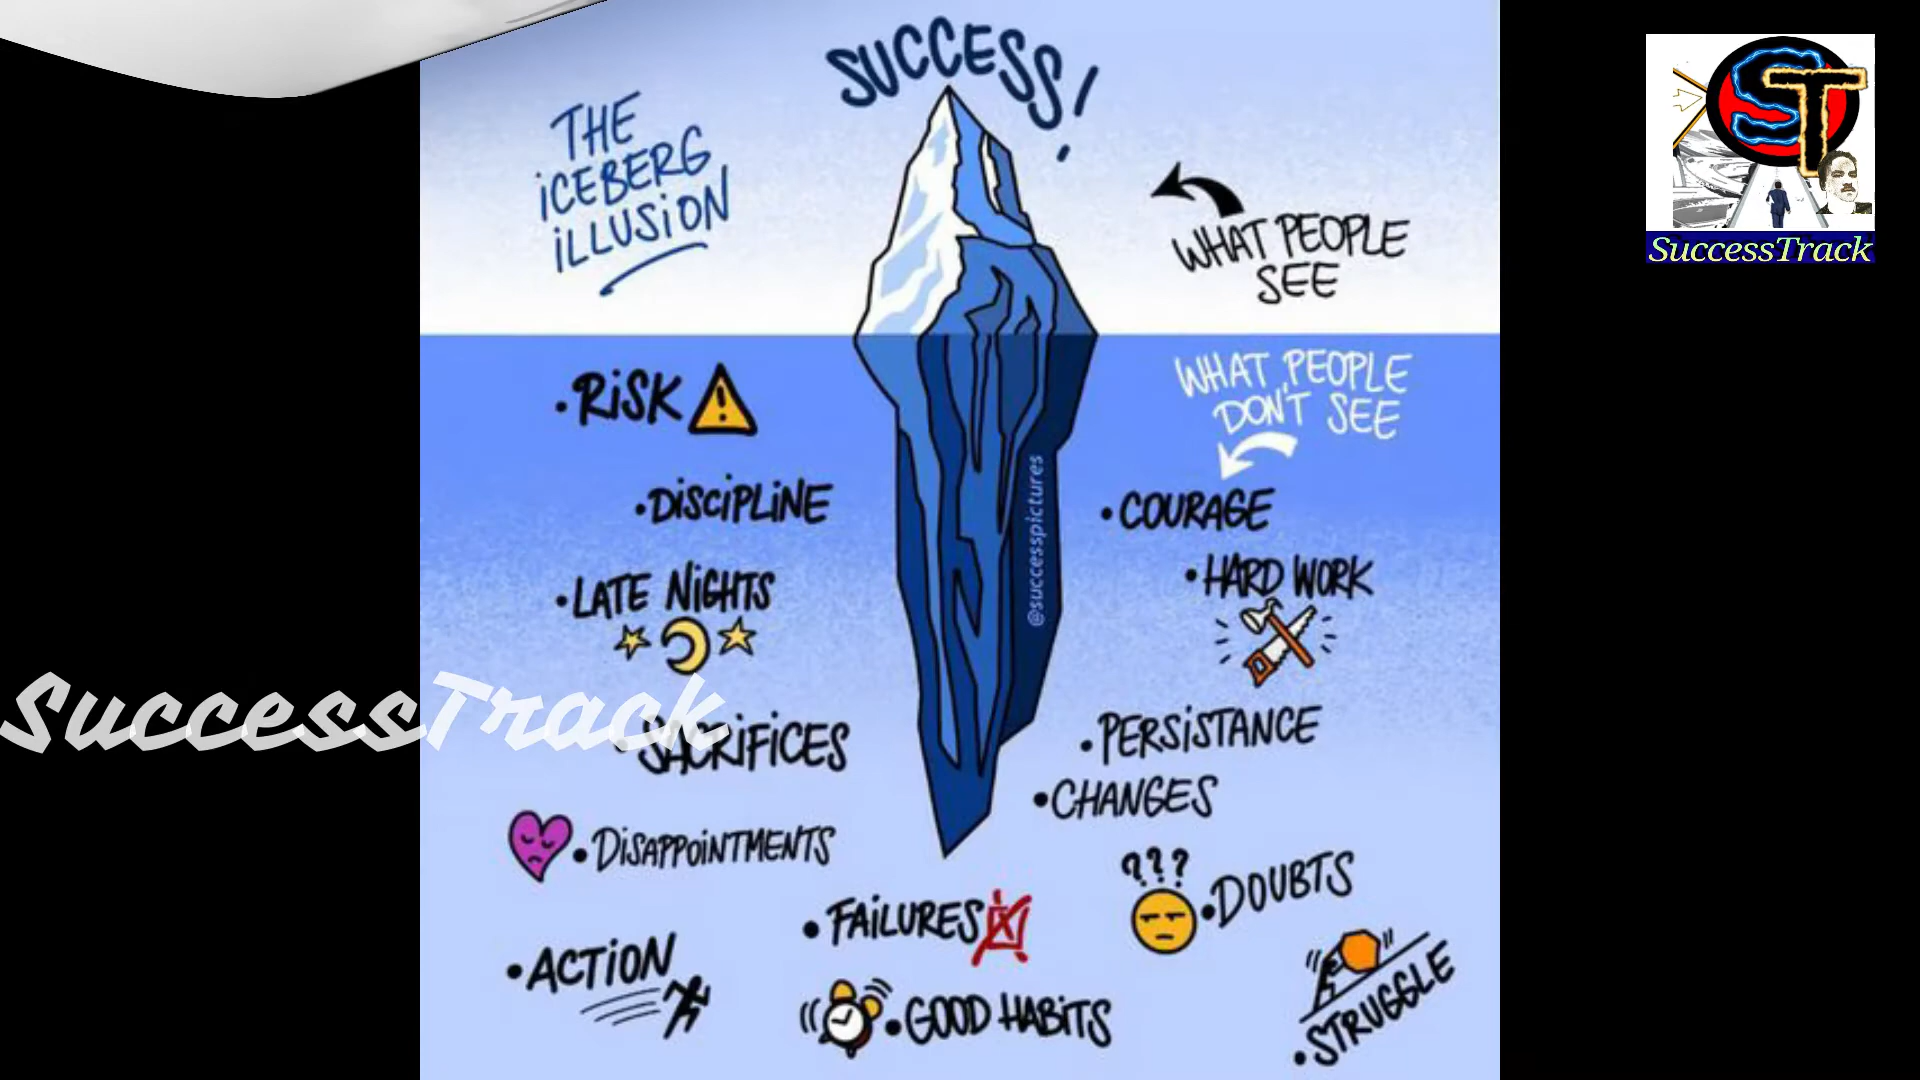 SUCCESS!
THE
iCEBERG
iLLUSiON
WHAT PEOPLE
SEE
ST
SuccessTrack
WHAT PEOPLE
DON'T SEE
•RiSK
•DiSCiPLiNE
•COURAGE
•LATE NiGHTS
•HARD WORK
@successpictures
SuccessTrack
SACRiFiCES
•PERSiSTANCE
•CHANGES
•DiSAPPOiNTMENTS
???
•DOUBTS
•FAiLURES
•ACTiON
•GOOD HABiTS
•STRUGGLE